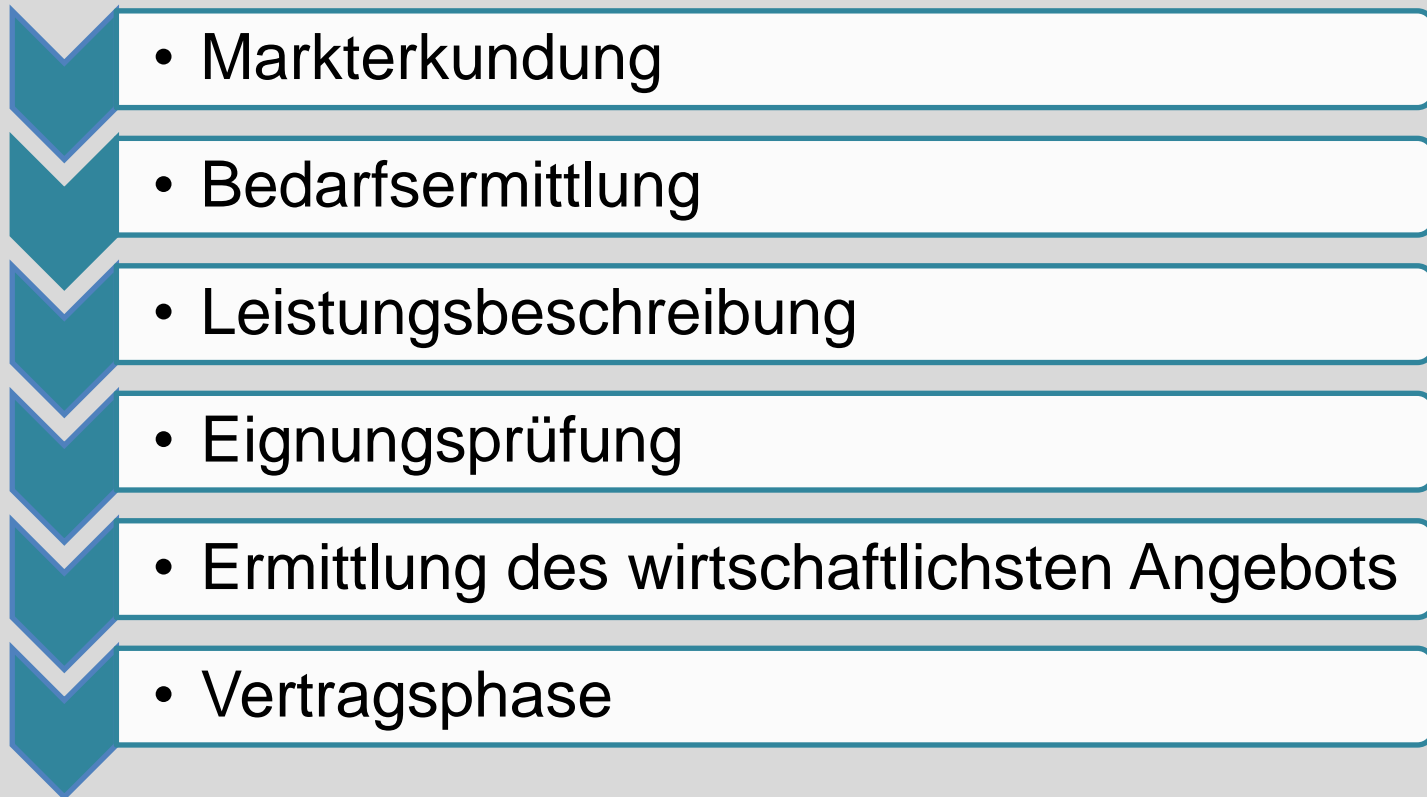 • Markterkundung
• Bedarfsermittlung
• Leistungsbeschreibung
• Eignungsprüfung
• Ermittlung des wirtschaftlichsten Angebots
• Vertragsphase